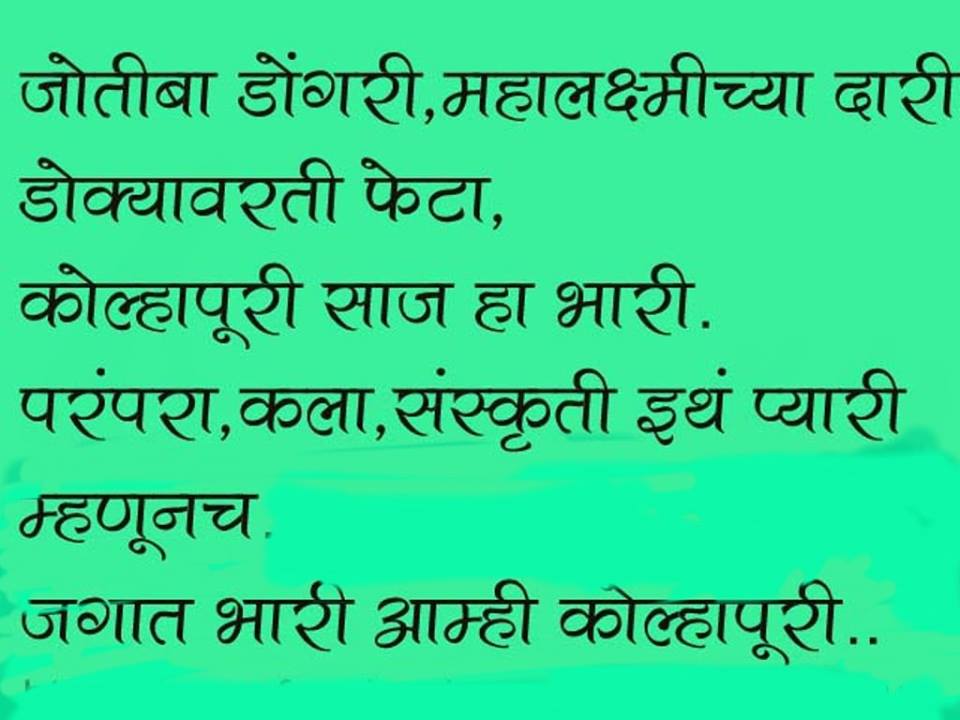 जोतीबा डोंगरी,महालक्ष्मीच्या दारी
डोक्यावरती फेटा,
कोल्हापूरी साज हा भारी.
परंपरा,कला,संस्कृती इथं प्यारी
म्हणूनच.
जगात भारी आम्ही कोल्हापूरी..